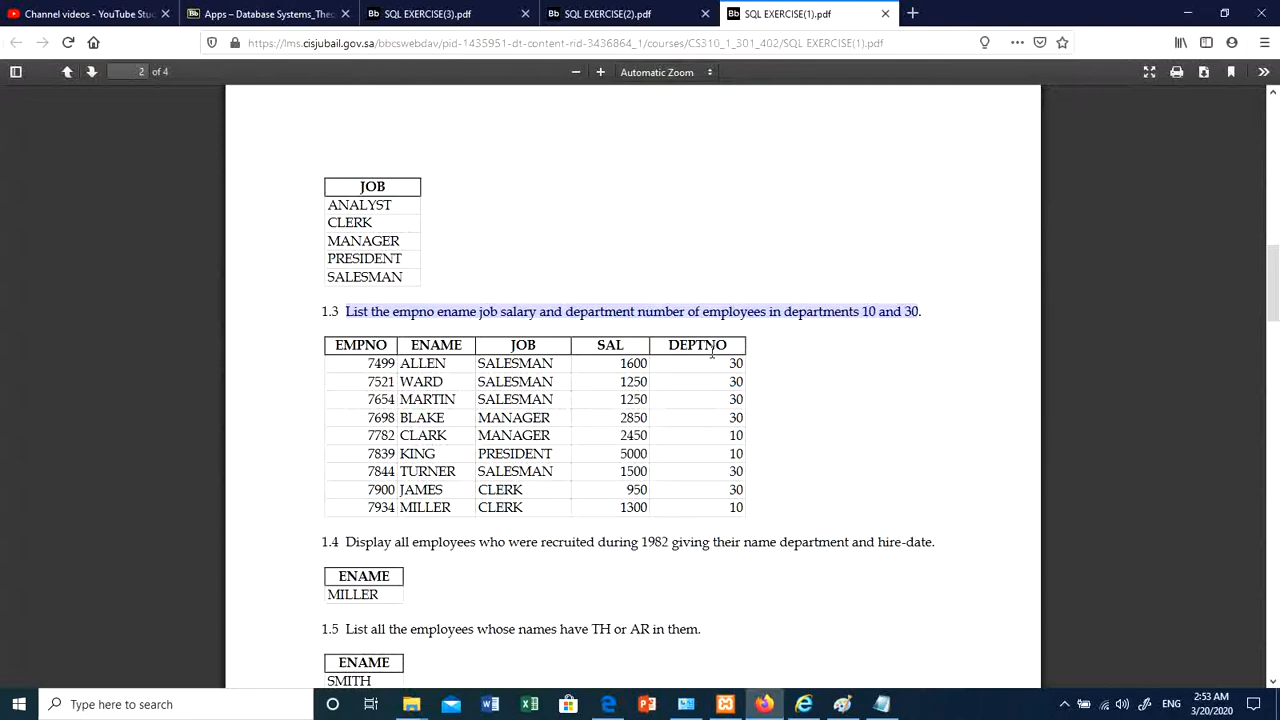 Channel videos - YouTube Stu
Apps – Database Systems_Theo
Bb SQL EXERCISE(3).pdf
Bb SQL EXERCISE(2).pdf
Bb SQL EXERCISE(1).pdf
https://lms.cisjubail.gov.sa/bbcswebdav/pid-1435951-dt-content-rid-3436864_1/courses/CS310_1_301_402/SQL EXERCISE(1).pdf
2 of 4
Automatic Zoom
JOB
ANALYST
CLERK
MANAGER
PRESIDENT
SALESMAN
1.3 List the empno ename job salary and department number of employees in departments 10 and 30.
EMPNO ENAME JOB SAL DEPTNO
7499 ALLEN SALESMAN 1600 30
7521 WARD SALESMAN 1250 30
7654 MARTIN SALESMAN 1250 30
7698 BLAKE MANAGER 2850 30
7782 CLARK MANAGER 2450 10
7839 KING PRESIDENT 5000 10
7844 TURNER SALESMAN 1500 30
7900 JAMES CLERK 950 30
7934 MILLER CLERK 1300 10
1.4 Display all employees who were recruited during 1982 giving their name department and hire-date.
ENAME
MILLER
1.5 List all the employees whose names have TH or AR in them.
ENAME
SMITH
Type here to search
ENG
2:53 AM
3/20/2020